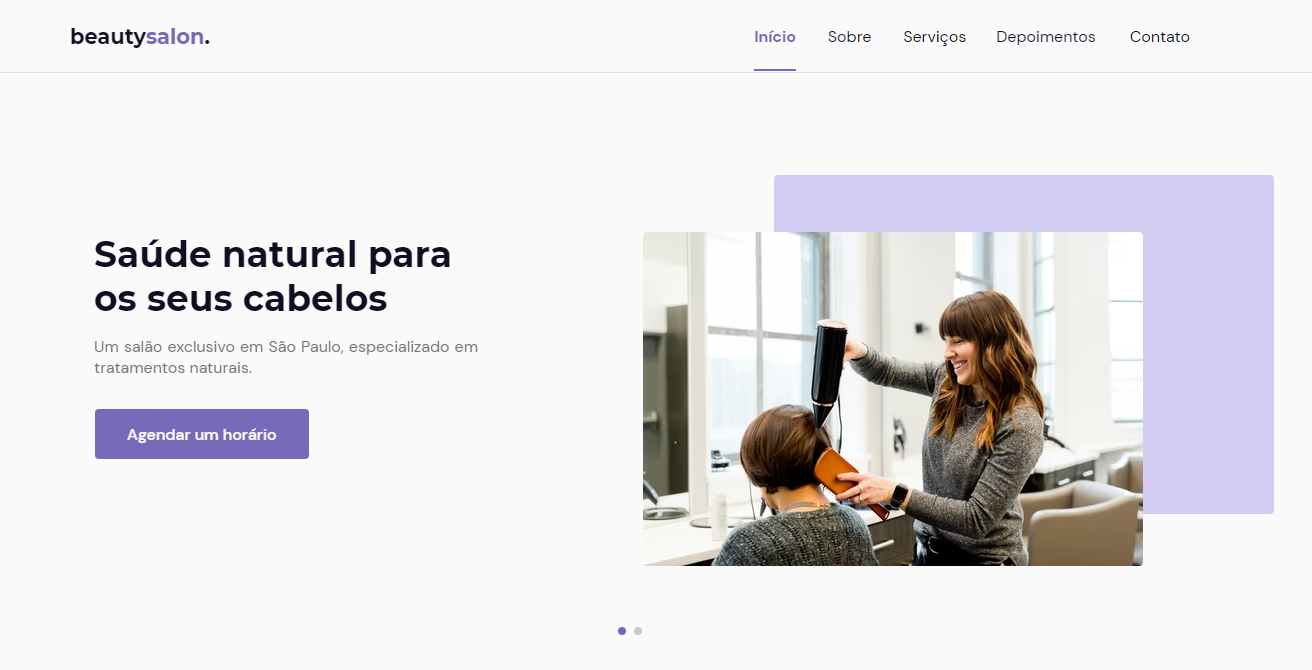 beautysalon.
Início
Sobre
Serviços
Depoimentos
Contato
Saúde natural para
os seus cabelos
Um salão exclusivo em São Paulo, especializado em
tratamentos naturais.
Agendar um horário